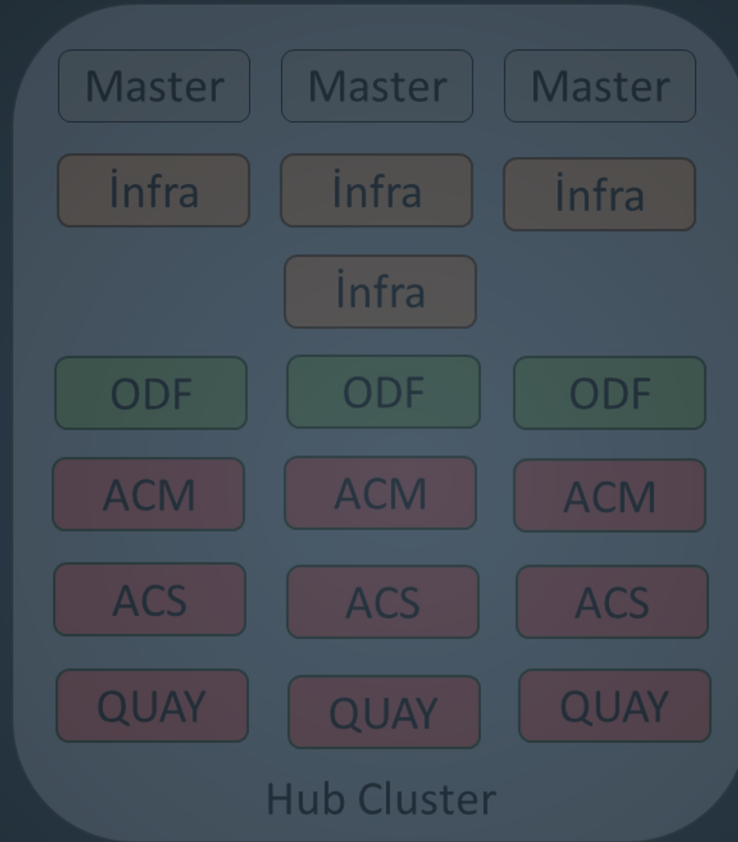 Master Master Master
İnfra İnfra İnfra
İnfra
ODF ODF ODF
ACM ACM ACM
ACS ACS ACS
QUAY QUAY QUAY
Hub Cluster